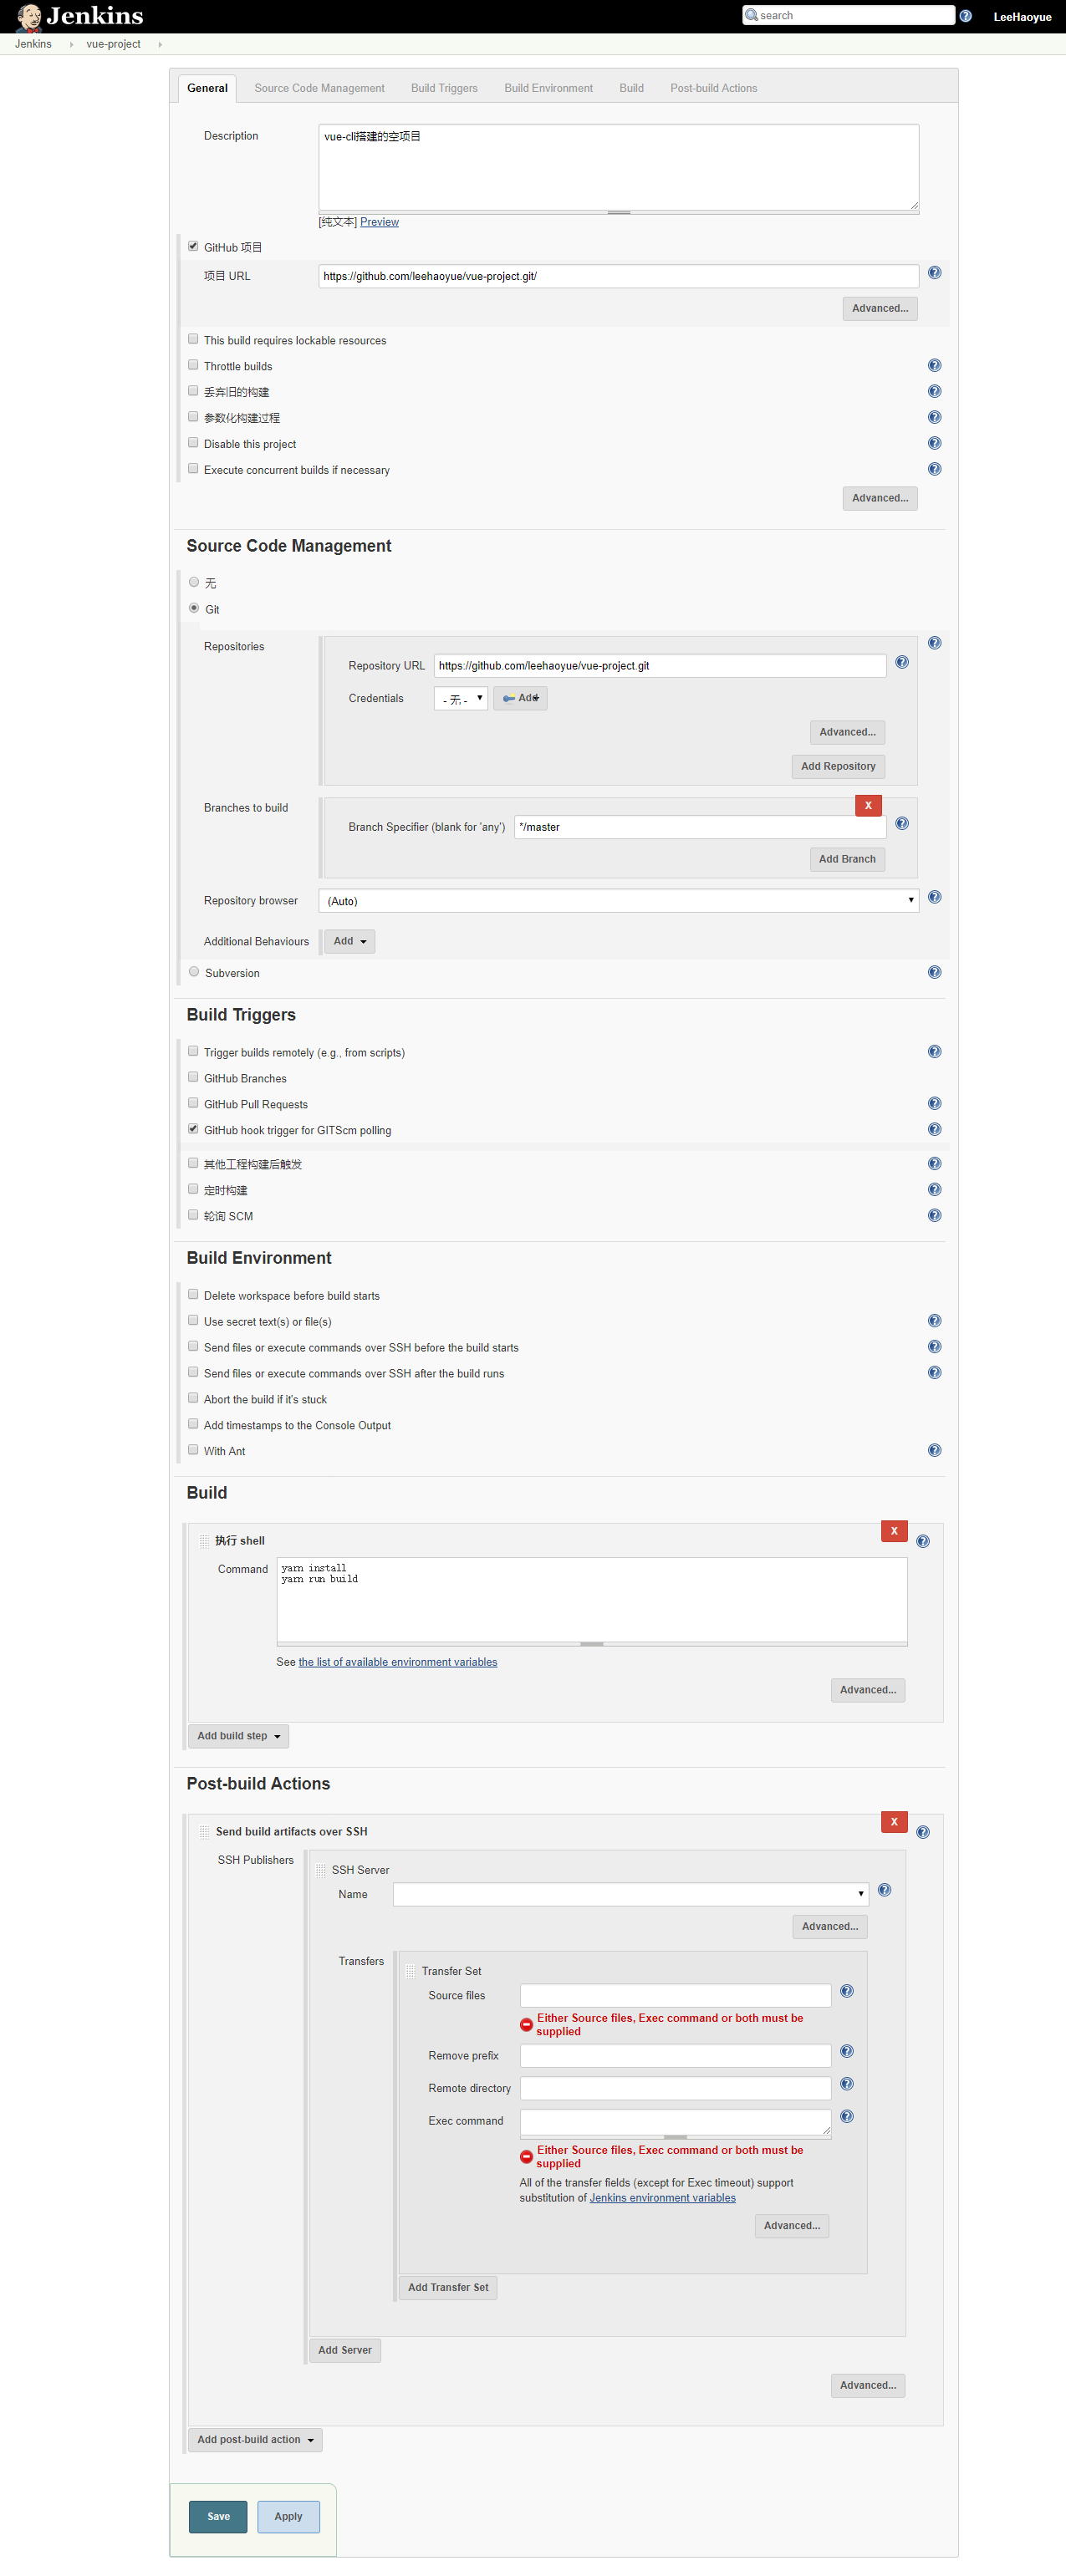 Jenkins
search
LeeHaoyue
Jenkins
vue-project
General
Source Code Management
Build Triggers
Build Environment
Build
Post-build Actions
Description
vue-cli搭建的空项目
[纯文本] Preview
GitHub 项目
项目 URL
https://github.com/leehaoyue/vue-project.git/
Advanced...
This build requires lockable resources
Throttle builds
丢弃旧的构建
参数化构建过程
Disable this project
Execute concurrent builds if necessary
Advanced...
Source Code Management
无
Git
Repositories
Repository URL
https://github.com/leehaoyue/vue-project.git
Credentials
- 无 -
Add
Advanced...
Add Repository
Branches to build
X
Branch Specifier (blank for 'any')
*/master
Add Branch
Repository browser
(Auto)
Additional Behaviours
Add
Subversion
Build Triggers
Trigger builds remotely (e.g., from scripts)
GitHub Branches
GitHub Pull Requests
GitHub hook trigger for GITScm polling
其他工程构建后触发
定时构建
轮询 SCM
Build Environment
Delete workspace before build starts
Use secret text(s) or file(s)
Send files or execute commands over SSH before the build starts
Send files or execute commands over SSH after the build runs
Abort the build if it's stuck
Add timestamps to the Console Output
With Ant
Build
X
执行 shell
Command
yarn install
yarn run build
See the list of available environment variables
Advanced...
Add build step
Post-build Actions
X
Send build artifacts over SSH
SSH Publishers
SSH Server
Name
Advanced...
Transfers
Transfer Set
Source files
Either Source files, Exec command or both must be
supplied
Remove prefix
Remote directory
Exec command
Either Source files, Exec command or both must be
supplied
All of the transfer fields (except for Exec timeout) support
substitution of Jenkins environment variables
Advanced...
Add Transfer Set
Add Server
Advanced...
Add post-build action
Save
Apply